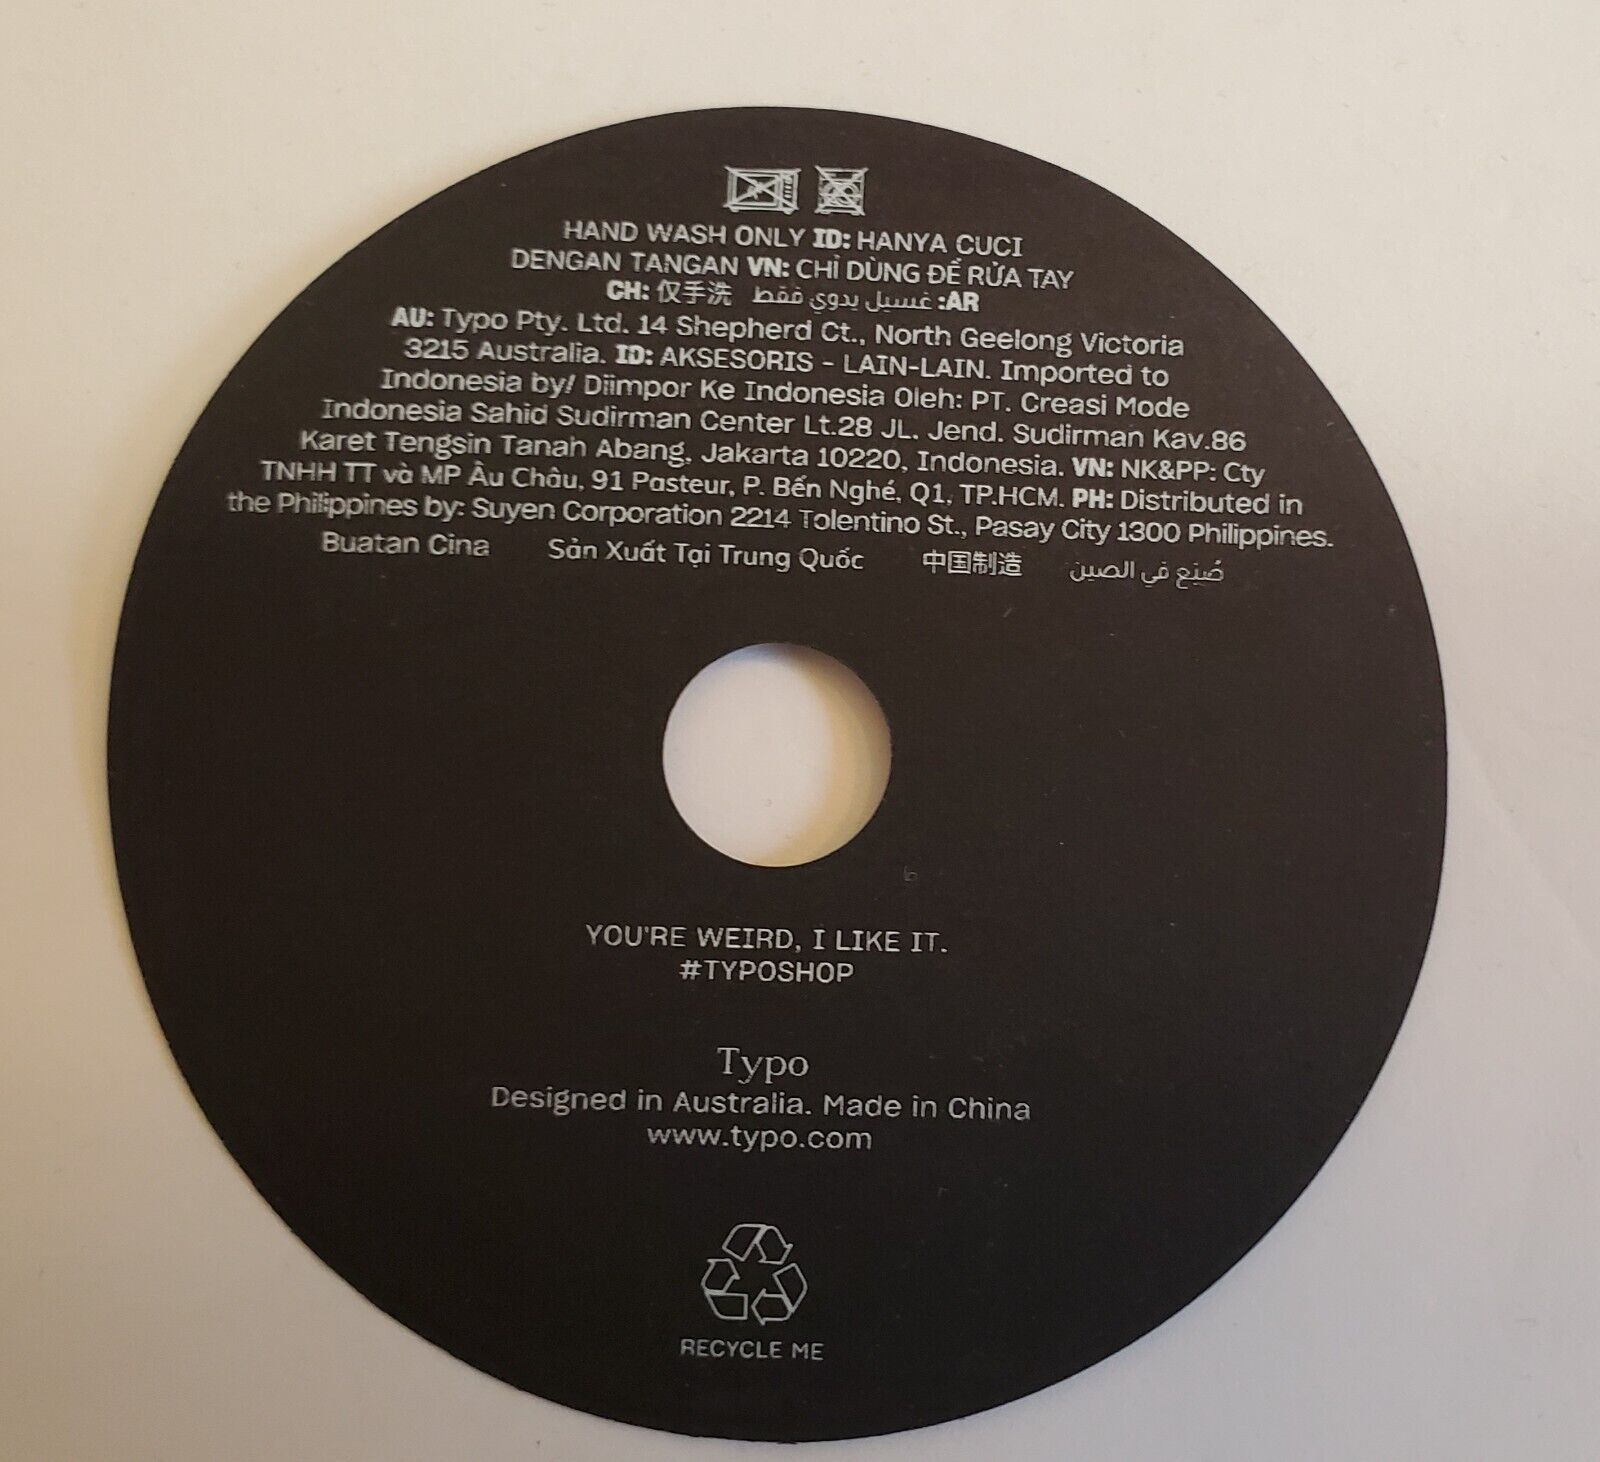 HAND WASH ONLY ID: HANYA CUCI
DENGAN TANGAN VN: CHỈ DÙNG ĐỂ RỬA TAY
CH: 仅手洗 AR: غسيل يدوي فقط
AU: Typo Pty. Ltd. 14 Shepherd Ct., North Geelong Victoria
3215 Australia. ID: AKSESORIS - LAIN-LAIN. Imported to
Indonesia by/ Diimpor Ke Indonesia Oleh: PT. Creasi Mode
Indonesia Sahid Sudirman Center Lt.28 JL. Jend. Sudirman Kav.86
Karet Tengsin Tanah Abang, Jakarta 10220, Indonesia. VN: NK&PP: Cty
TNHH TT và MP Âu Châu, 91 Pasteur, P. Bến Nghé, Q1, TP.HCM. PH: Distributed in
the Philippines by: Suyen Corporation 2214 Tolentino St., Pasay City 1300 Philippines.
Buatan Cina Sản Xuất Tại Trung Quốc 中国制造 صُنِع في الصين
YOU'RE WEIRD, I LIKE IT.
#TYPOSHOP
Typo
Designed in Australia. Made in China
www.typo.com
RECYCLE ME